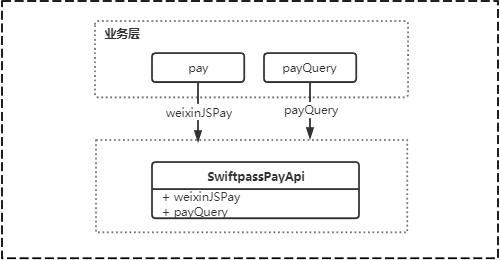 业务层
pay
payQuery
weixinJSPay
payQuery
SwiftpassPayApi
+ weixinJSPay
+ payQuery